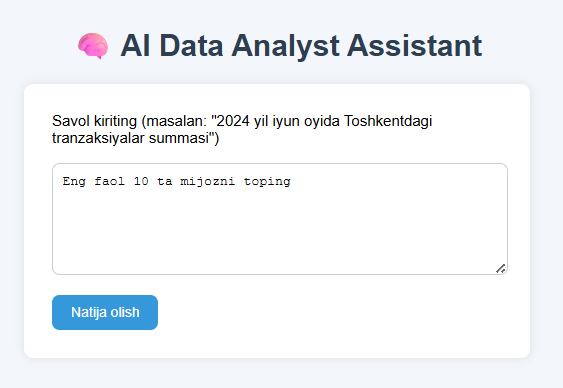 🧠 AI Data Analyst Assistant
Savol kiriting (masalan: "2024 yil iyun oyida Toshkentdagi
tranzaksiyalar summasi")
Eng faol 10 ta mijozni toping
Natija olish